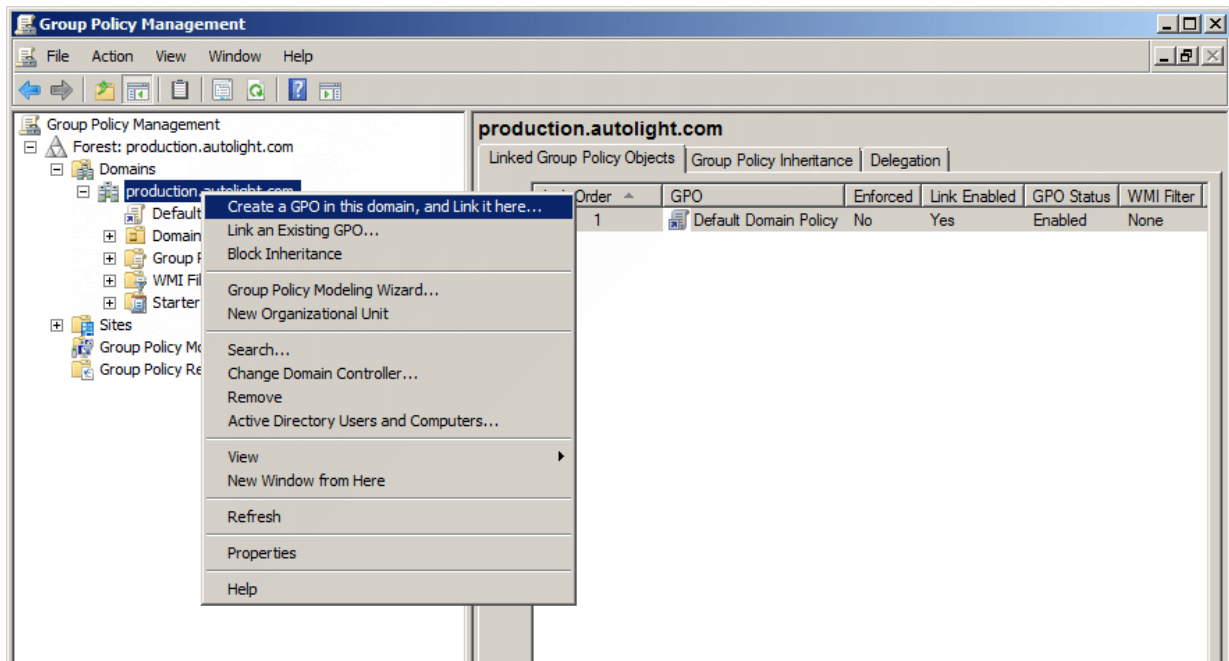 Group Policy Management
File Action View Window Help
Group Policy Management
Forest: production.autolight.com
Domains
production.autolight.com
Default
Domain
Group P
WMI Fil
Starter
Sites
Group Policy Mo
Group Policy Re
Create a GPO in this domain, and Link it here...
Link an Existing GPO...
Block Inheritance
Group Policy Modeling Wizard...
New Organizational Unit
Search...
Change Domain Controller...
Remove
Active Directory Users and Computers...
View
New Window from Here
Refresh
Properties
Help
production.autolight.com
Linked Group Policy Objects Group Policy Inheritance Delegation
Order GPO Enforced Link Enabled GPO Status WMI Filter
1 Default Domain Policy No Yes Enabled None